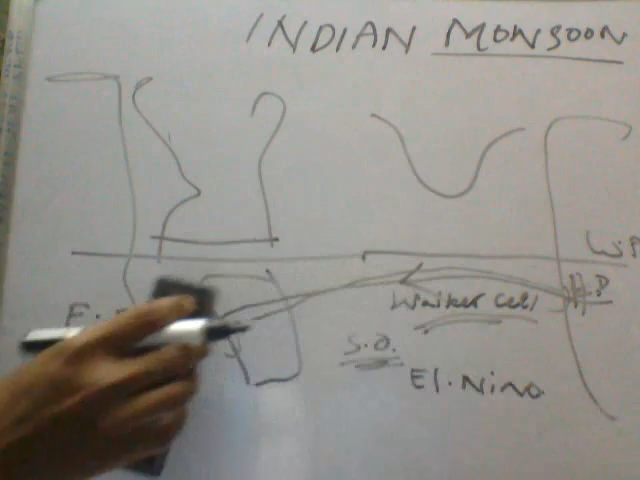 INDIAN MONSOON
W.P
H.P
Walker Cell
S.O.
El.Nino